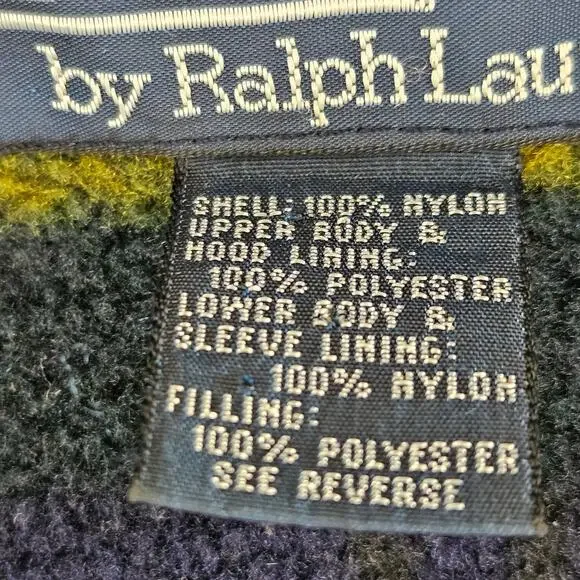 by Ralph Lau
SHELL: 100% NYLON
UPPER BODY &
HOOD LINING:
100% POLYESTER
LOWER BODY &
SLEEVE LINING:
100% NYLON
FILLING:
100% POLYESTER
SEE REVERSE